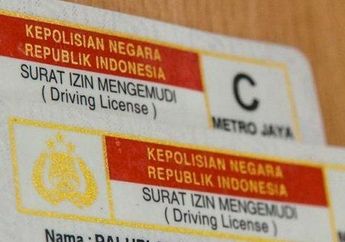 KEPOLISIAN NEGARA
REPUBLIK INDONESIA
SURAT IZIN MENGEMUDI
( Driving License )
C
METRO JAYA
KEPOLISIAN NEGARA
REPUBLIK INDONESIA
SURAT IZIN MENGEMUDI
( Driving License )
Nama :